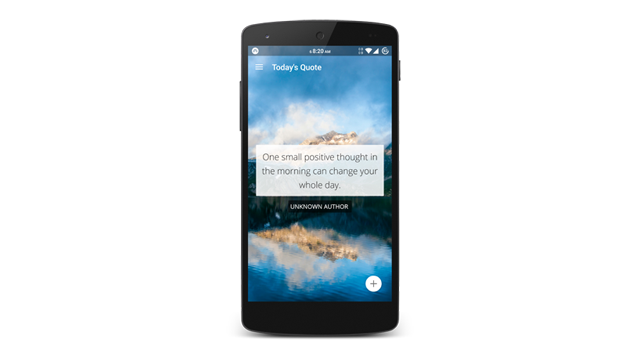 8:20 AM
Today's Quote
One small positive thought in
the morning can change your
whole day.
UNKNOWN AUTHOR